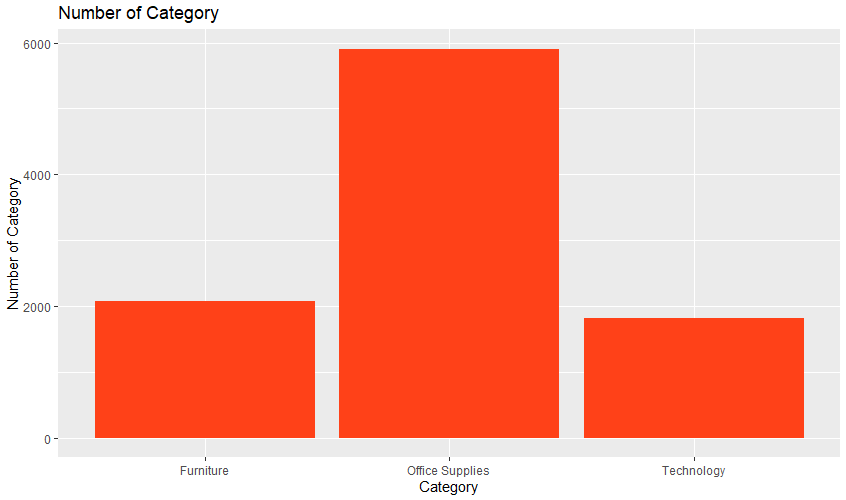 Number of Category
Number of Category
6000
4000
2000
0
Furniture
Office Supplies
Technology
Category